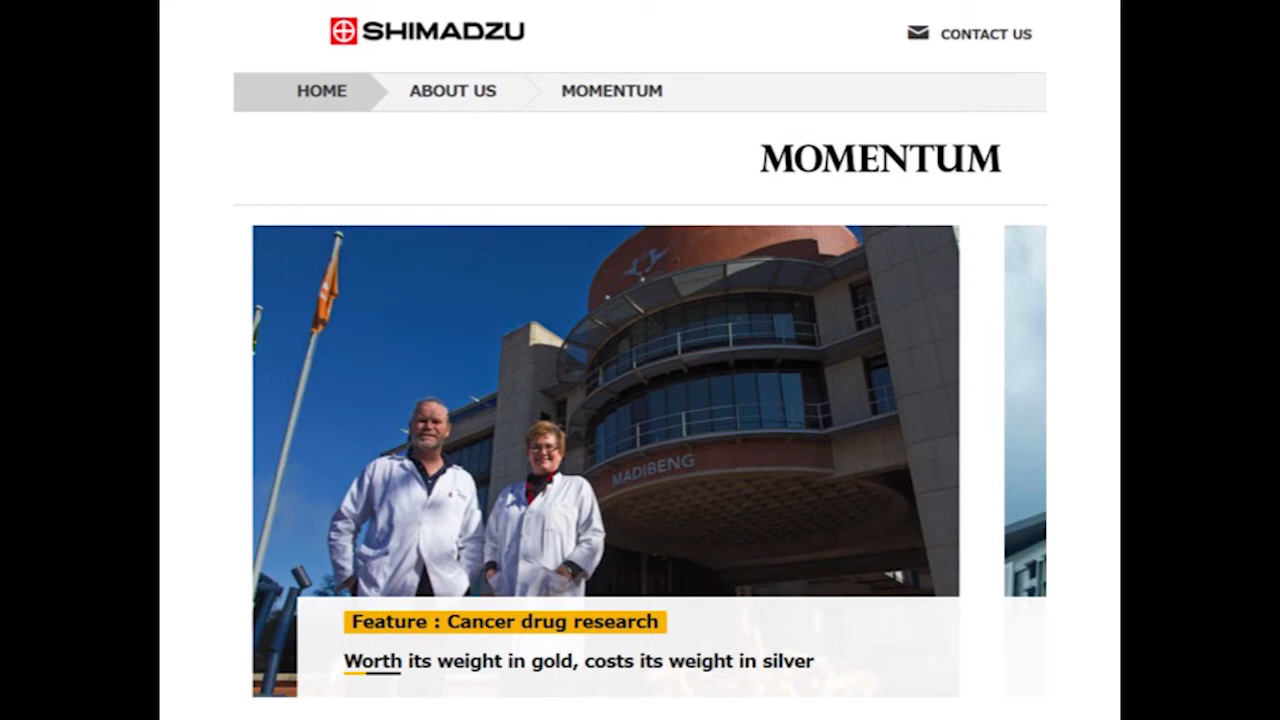 SHIMADZU
CONTACT US
HOME
ABOUT US
MOMENTUM
MOMENTUM
MADIBENG
Feature : Cancer drug research
Worth its weight in gold, costs its weight in silver